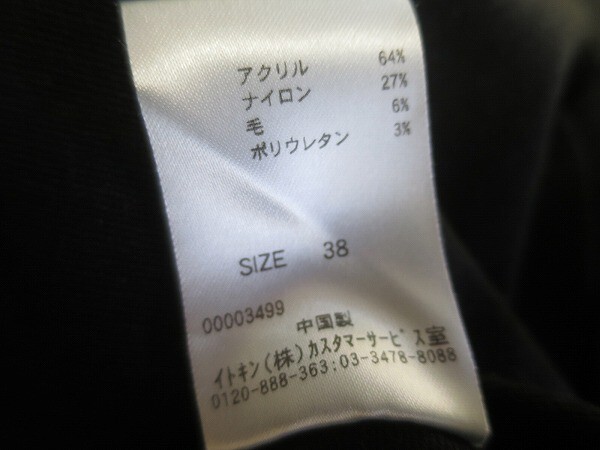 アクリル 64%
ナイロン 27%
毛 6%
ポリウレタン 3%
SIZE 38
00003499
中国製
イトキン(株)カスタマーサービス室
0120-888-363:03-3478-8088